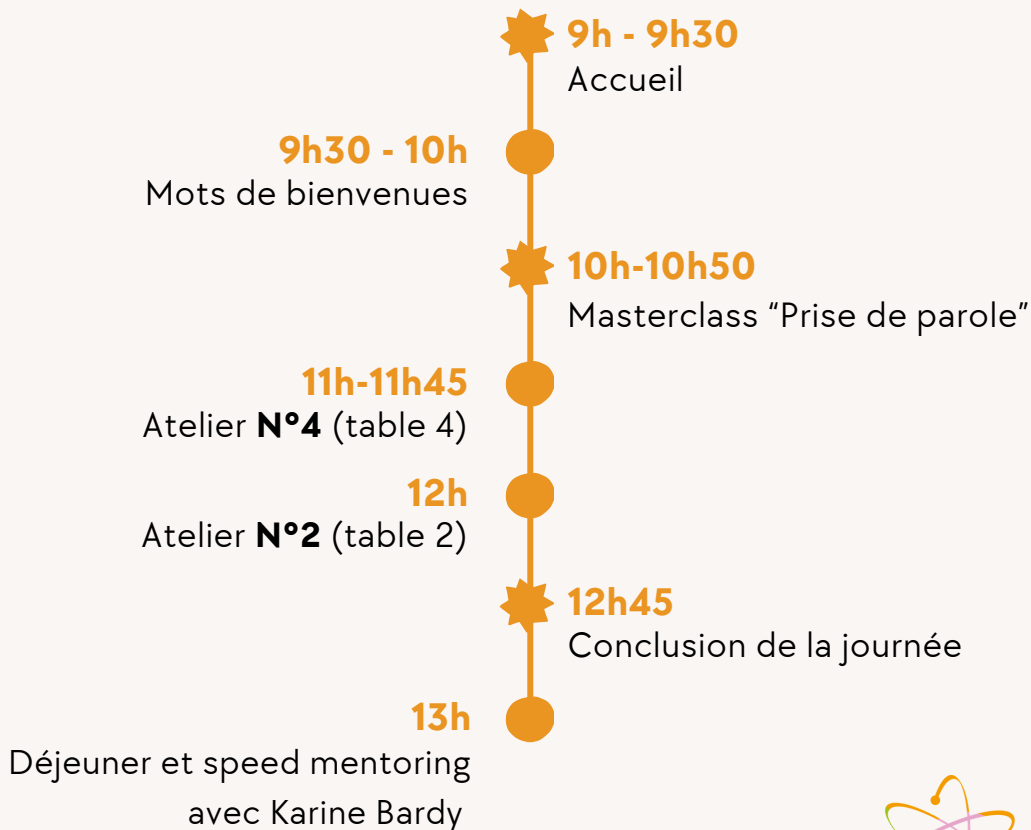 9h - 9h30
Accueil
9h30 - 10h
Mots de bienvenues
10h-10h50
Masterclass “Prise de parole”
11h-11h45
Atelier N°4 (table 4)
12h
Atelier N°2 (table 2)
12h45
Conclusion de la journée
13h
Déjeuner et speed mentoring
avec Karine Bardy